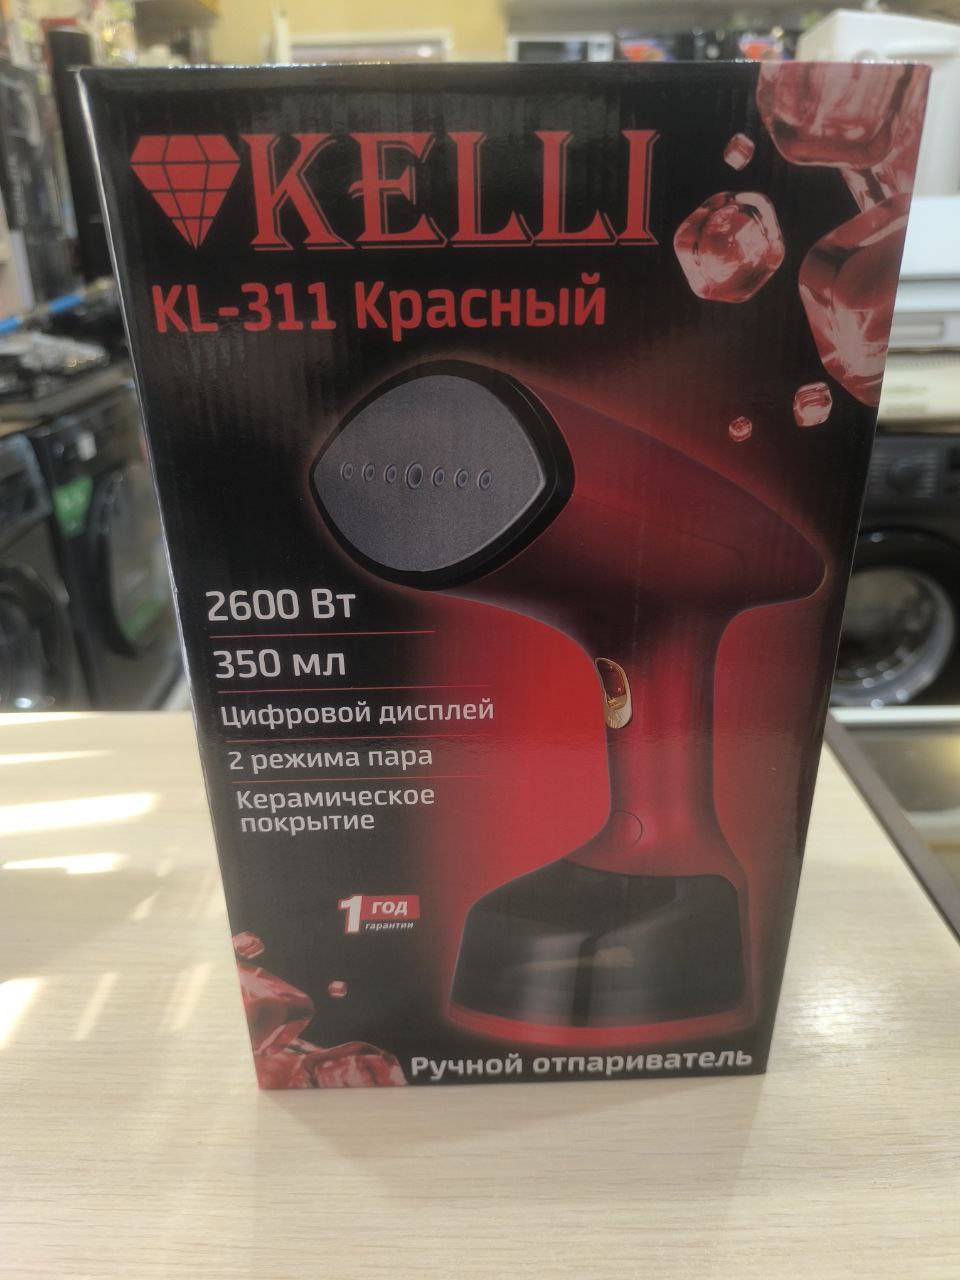 KELLI
KL-311 Красный
2600 Вт
350 мл
Цифровой дисплей
2 режима пара
Керамическое
покрытие
1 год
гарантии
Ручной отпариватель